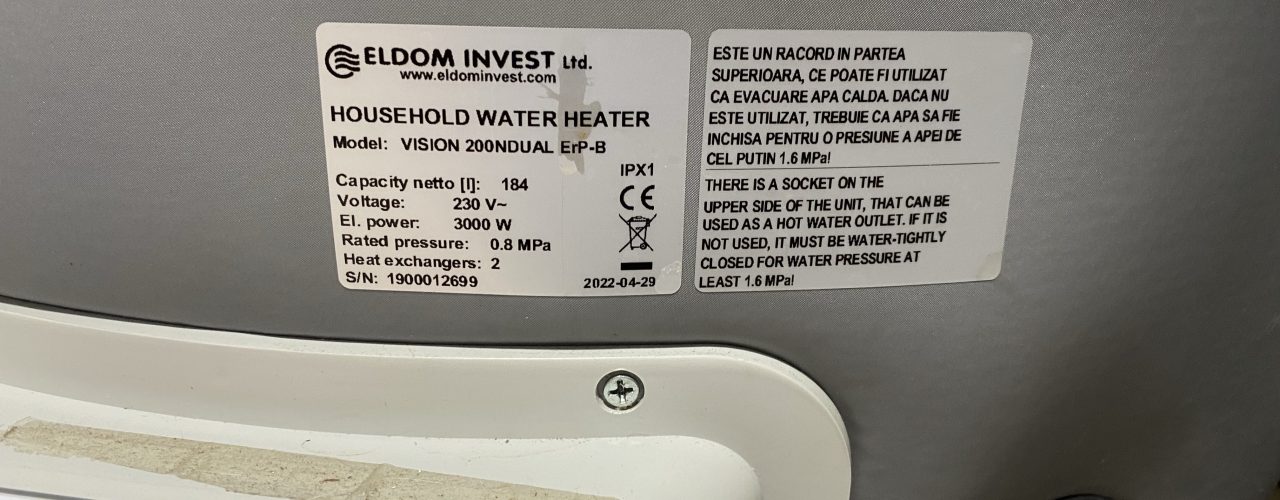 ELDOM INVEST Ltd.
www.eldominvest.com
HOUSEHOLD WATER HEATER
Model: VISION 200NDUAL ErP-B
IPX1
Capacity netto [l]: 184
Voltage: 230 V~
El. power: 3000 W
Rated pressure: 0.8 MPa
Heat exchangers: 2
S/N: 1900012699
CE
2022-04-29
ESTE UN RACORD IN PARTEA
SUPERIOARA, CE POATE FI UTILIZAT
CA EVACUARE APA CALDA. DACA NU
ESTE UTILIZAT, TREBUIE CA APA SA FIE
INCHISA PENTRU O PRESIUNE A APEI DE
CEL PUTIN 1.6 MPa!
THERE IS A SOCKET ON THE
UPPER SIDE OF THE UNIT, THAT CAN BE
USED AS A HOT WATER OUTLET. IF IT IS
NOT USED, IT MUST BE WATER-TIGHTLY
CLOSED FOR WATER PRESSURE AT
LEAST 1.6 MPa!